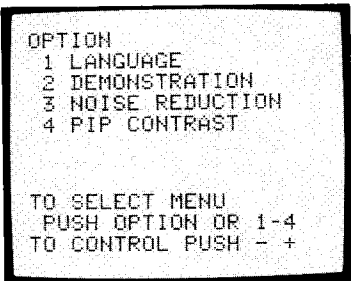 OPTION
1 LANGUAGE
2 DEMONSTRATION
3 NOISE REDUCTION
4 PIP CONTRAST
TO SELECT MENU
PUSH OPTION OR 1-4
TO CONTROL PUSH - +